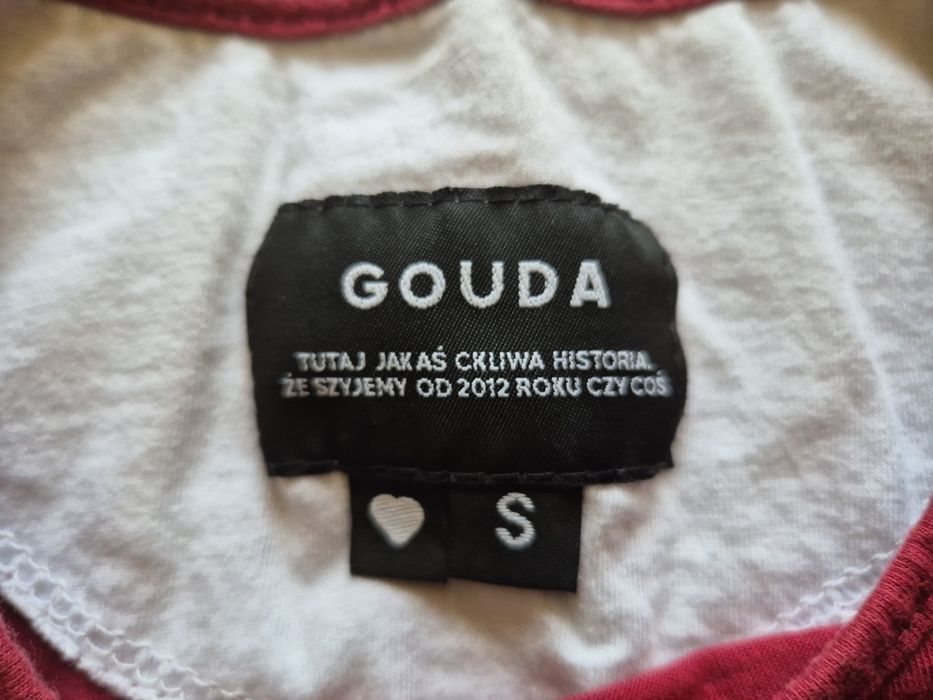 GOUDA
TUTAJ JAKAŚ CKLIWA HISTORIA,
ŻE SZYJEMY OD 2012 ROKU CZY COŚ
S